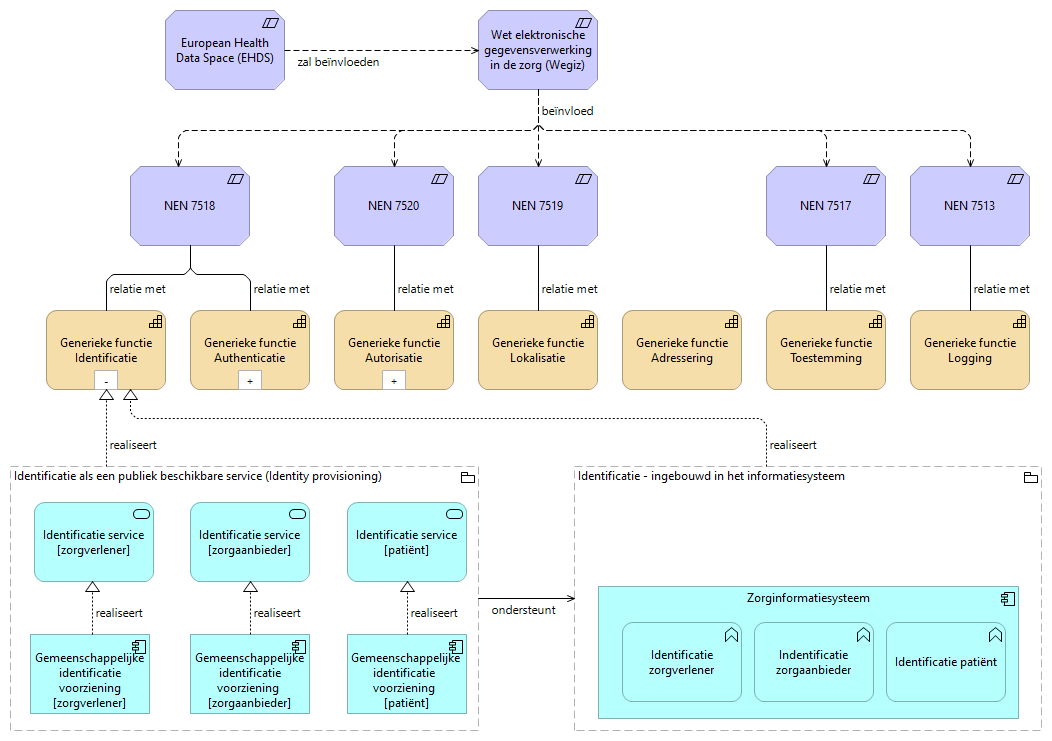 European Health
Data Space (EHDS)
zal beïnvloeden
Wet elektronische
gegevensverwerking
in de zorg (Wegiz)
beïnvloed
NEN 7518
NEN 7520
NEN 7519
NEN 7517
NEN 7513
relatie met
relatie met
relatie met
relatie met
relatie met
relatie met
Generieke functie
Identificatie
-
Generieke functie
Authenticatie
+
Generieke functie
Autorisatie
+
Generieke functie
Lokalisatie
Generieke functie
Adressering
Generieke functie
Toestemming
Generieke functie
Logging
realiseert
realiseert
Identificatie als een publiek beschikbare service (Identity provisioning)
Identificatie service
[zorgverlener]
Identificatie service
[zorgaanbieder]
Identificatie service
[patiënt]
realiseert
realiseert
realiseert
Gemeenschappelijke
identificatie
voorziening
[zorgverlener]
Gemeenschappelijke
identificatie
voorziening
[zorgaanbieder]
Gemeenschappelijke
identificatie
voorziening
[patiënt]
ondersteunt
Identificatie - ingebouwd in het informatiesysteem
Zorginformatiesysteem
Identificatie
zorgverlener
Indentificatie
zorgaanbieder
Identificatie patiënt